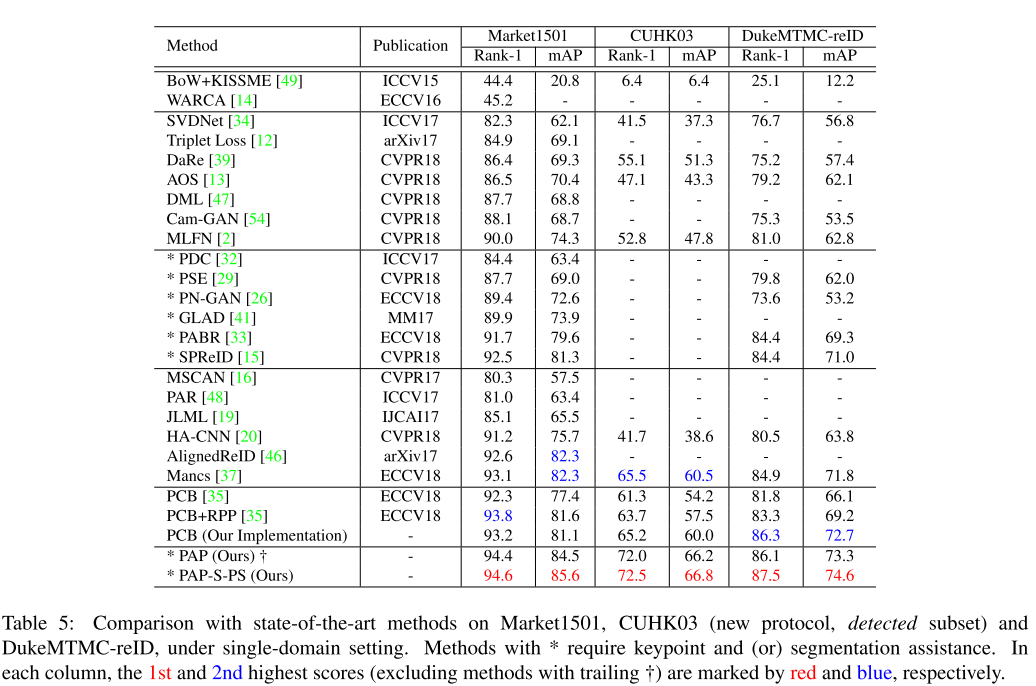 Method Publication Market1501 CUHK03 DukeMTMC-reID
Rank-1 mAP Rank-1 mAP Rank-1 mAP
BoW+KISSME [49] ICCV15 44.4 20.8 6.4 6.4 25.1 12.2
WARCA [14] ECCV16 45.2 - - - - -
SVDNet [34] ICCV17 82.3 62.1 41.5 37.3 76.7 56.8
Triplet Loss [12] arXiv17 84.9 69.1 - - - -
DaRe [39] CVPR18 86.4 69.3 55.1 51.3 75.2 57.4
AOS [13] CVPR18 86.5 70.4 47.1 43.3 79.2 62.1
DML [47] CVPR18 87.7 68.8 - - - -
Cam-GAN [54] CVPR18 88.1 68.7 - - 75.3 53.5
MLFN [2] CVPR18 90.0 74.3 52.8 47.8 81.0 62.8
* PDC [32] ICCV17 84.4 63.4 - - - -
* PSE [29] CVPR18 87.7 69.0 - - 79.8 62.0
* PN-GAN [26] ECCV18 89.4 72.6 - - 73.6 53.2
* GLAD [41] MM17 89.9 73.9 - - - -
* PABR [33] ECCV18 91.7 79.6 - - 84.4 69.3
* SPReID [15] CVPR18 92.5 81.3 - - 84.4 71.0
MSCAN [16] CVPR17 80.3 57.5 - - - -
PAR [48] ICCV17 81.0 63.4 - - - -
JLML [19] IJCAI17 85.1 65.5 - - - -
HA-CNN [20] CVPR18 91.2 75.7 41.7 38.6 80.5 63.8
AlignedReID [46] arXiv17 92.6 82.3 - - - -
Mancs [37] ECCV18 93.1 82.3 65.5 60.5 84.9 71.8
PCB [35] ECCV18 92.3 77.4 61.3 54.2 81.8 66.1
PCB+RPP [35] ECCV18 93.8 81.6 63.7 57.5 83.3 69.2
PCB (Our Implementation) - 93.2 81.1 65.2 60.0 86.3 72.7
* PAP (Ours) † - 94.4 84.5 72.0 66.2 86.1 73.3
* PAP-S-PS (Ours) - 94.6 85.6 72.5 66.8 87.5 74.6
Table 5: Comparison with state-of-the-art methods on Market1501, CUHK03 (new protocol, detected subset) and
DukeMTMC-reID, under single-domain setting. Methods with * require keypoint and (or) segmentation assistance. In
each column, the 1st and 2nd highest scores (excluding methods with trailing †) are marked by red and blue, respectively.